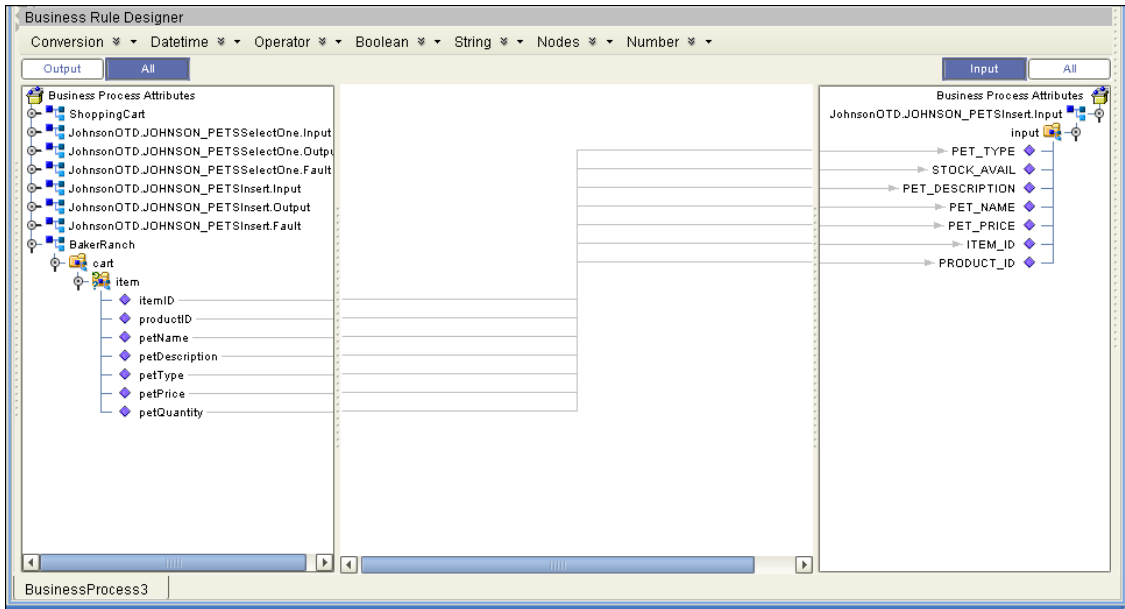 Business Rule Designer
Conversion Datetime Operator Boolean String Nodes Number
Output All Input All
Business Process Attributes
ShoppingCart
JohnsonOTD.JOHNSON_PETSSelectOne.Input
JohnsonOTD.JOHNSON_PETSSelectOne.Outpu
JohnsonOTD.JOHNSON_PETSSelectOne.Fault
JohnsonOTD.JOHNSON_PETSInsert.Input
JohnsonOTD.JOHNSON_PETSInsert.Output
JohnsonOTD.JOHNSON_PETSInsert.Fault
BakerRanch
cart
item
itemID
productID
petName
petDescription
petType
petPrice
petQuantity
Business Process Attributes
JohnsonOTD.JOHNSON_PETSInsert.Input
input
PET_TYPE
STOCK_AVAIL
PET_DESCRIPTION
PET_NAME
PET_PRICE
ITEM_ID
PRODUCT_ID
BusinessProcess3